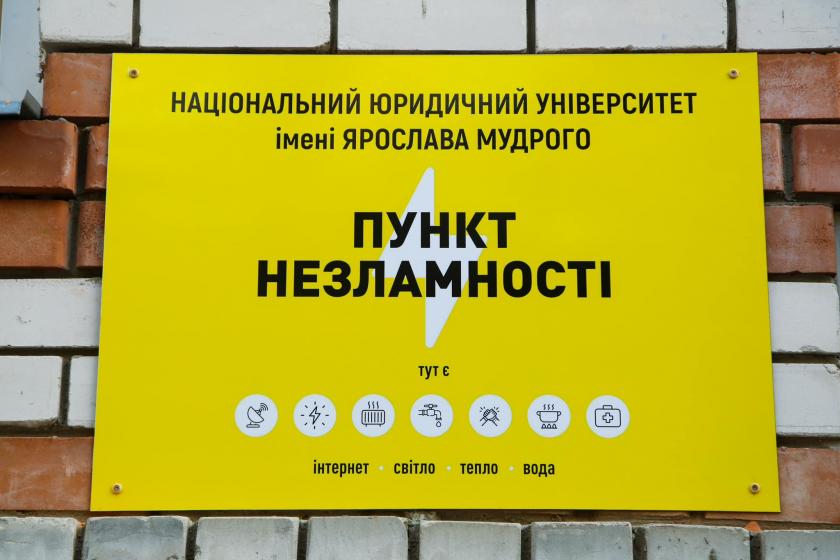 НАЦІОНАЛЬНИЙ ЮРИДИЧНИЙ УНІВЕРСИТЕТ
імені ЯРОСЛАВА МУДРОГО
ПУНКТ
НЕЗЛАМНОСТІ
тут є
інтернет • світло • тепло • вода